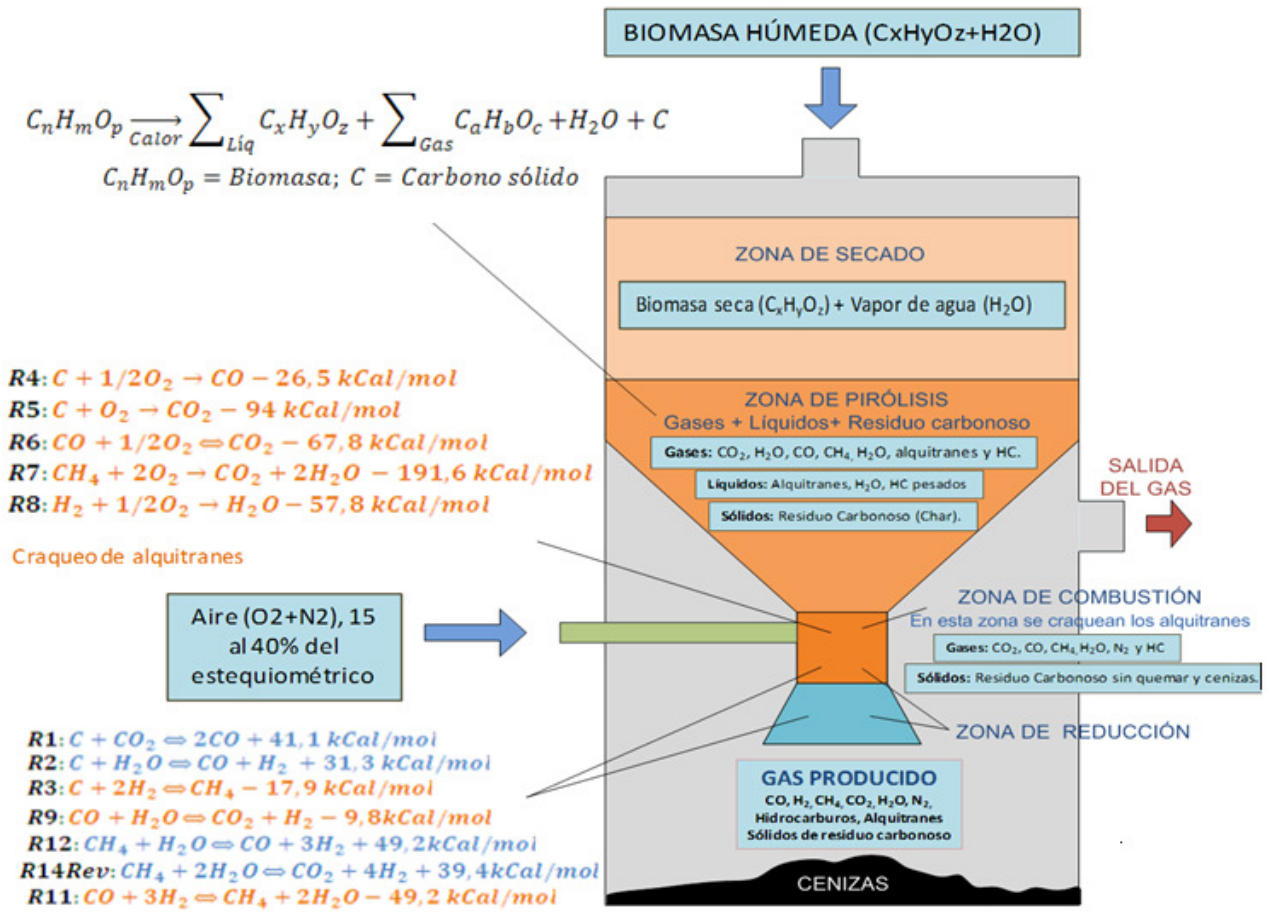 BIOMASA HÚMEDA (CxHyOz+H2O)
CₙHₘOₚ →Calor ∑Líq CₓHᵧO_z + ∑Gas CₐH_bO_c +H₂O + C
CₙHₘOₚ = Biomasa; C = Carbono sólido
ZONA DE SECADO
Biomasa seca (CₓHᵧO_z) + Vapor de agua (H₂O)
R4: C + 1/2O₂ → CO − 26,5 kCal/mol
R5: C + O₂ → CO₂ − 94 kCal/mol
R6: CO + 1/2O₂ ⇔ CO₂ − 67,8 kCal/mol
R7: CH₄ + 2O₂ → CO₂ + 2H₂O − 191,6 kCal/mol
R8: H₂ + 1/2O₂ → H₂O − 57,8 kCal/mol
Craqueo de alquitranes
ZONA DE PIRÓLISIS
Gases + Líquidos+ Residuo carbonoso
Gases: CO₂, H₂O, CO, CH₄, H₂O, alquitranes y HC.
Líquidos: Alquitranes, H₂O, HC pesados
Sólidos: Residuo Carbonoso (Char).
SALIDA
DEL GAS
Aire (O2+N2), 15
al 40% del
estequiométrico
ZONA DE COMBUSTIÓN
En esta zona se craquean los alquitranes
Gases: CO₂, CO, CH₄, H₂O, N₂ y HC
Sólidos: Residuo Carbonoso sin quemar y cenizas.
ZONA DE REDUCCIÓN
R1: C + CO₂ ⇔ 2CO + 41,1 kCal/mol
R2: C + H₂O ⇔ CO + H₂ + 31,3 kCal/mol
R3: C + 2H₂ ⇔ CH₄ − 17,9 kCal/mol
R9: CO + H₂O ⇔ CO₂ + H₂ − 9,8kCal/mol
R12: CH₄ + H₂O ⇔ CO + 3H₂ + 49,2kCal/mol
R14Rev: CH₄ + 2H₂O ⇔ CO₂ + 4H₂ + 39,4kCal/mol
R11: CO + 3H₂ ⇔ CH₄ + 2H₂O − 49,2 kCal/mol
GAS PRODUCIDO
CO, H₂, CH₄, CO₂, H₂O, N₂,
Hidrocarburos, Alquitranes
Sólidos de residuo carbonoso
CENIZAS